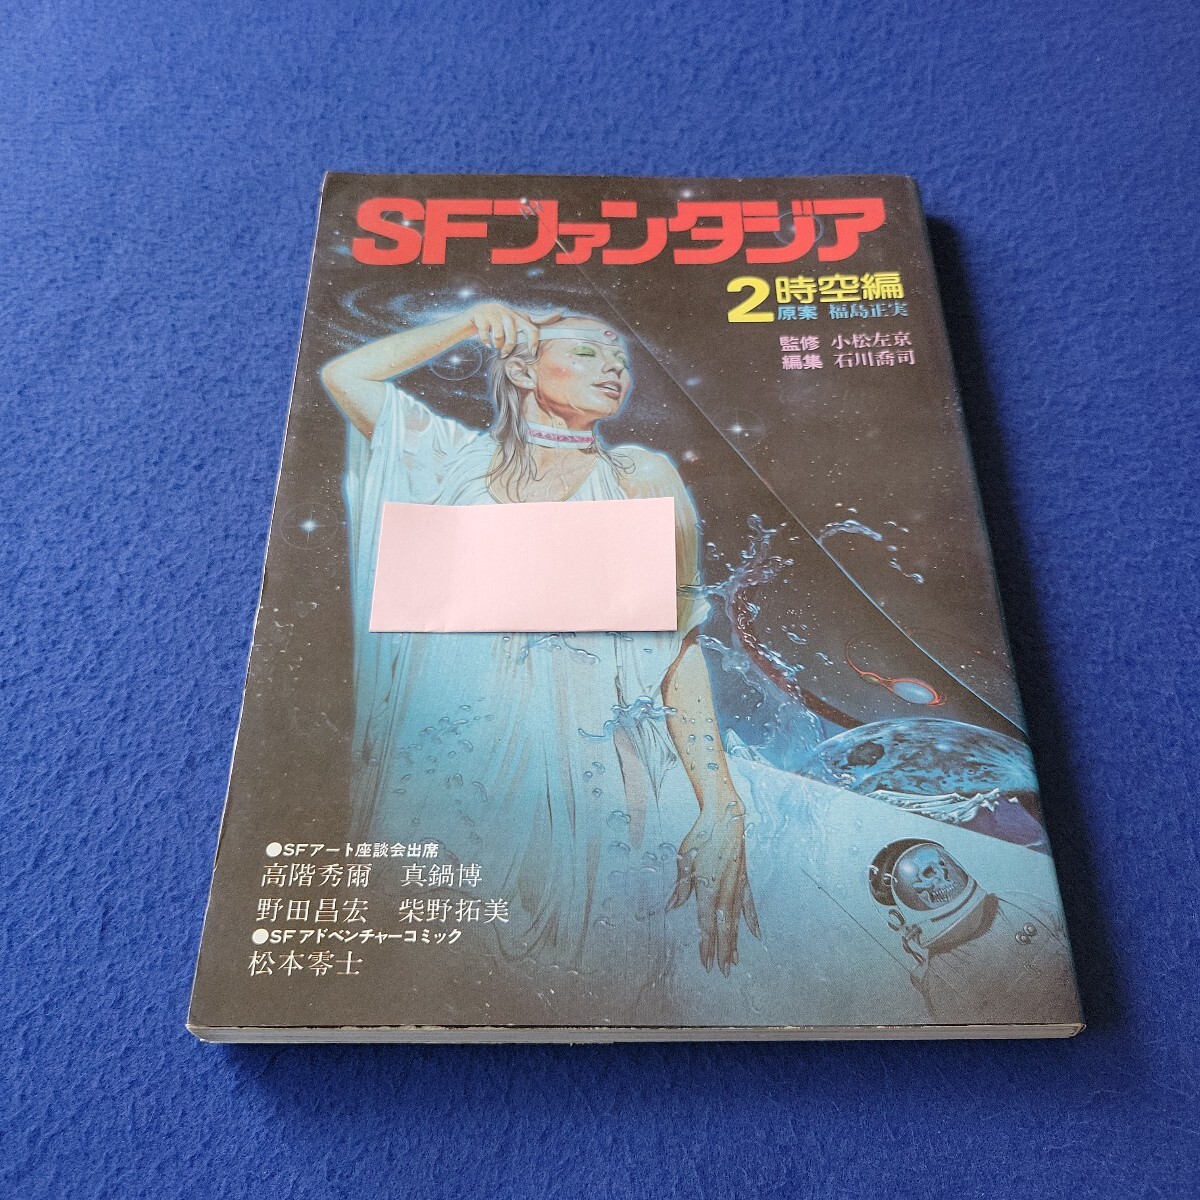 SFファンタジア
2時空編
原案 福島正実
監修 小松左京
編集 石川喬司
●SFアート座談会出席
高階秀爾 真鍋博
野田昌宏 柴野拓美
●SFアドベンチャーコミック
松本零士